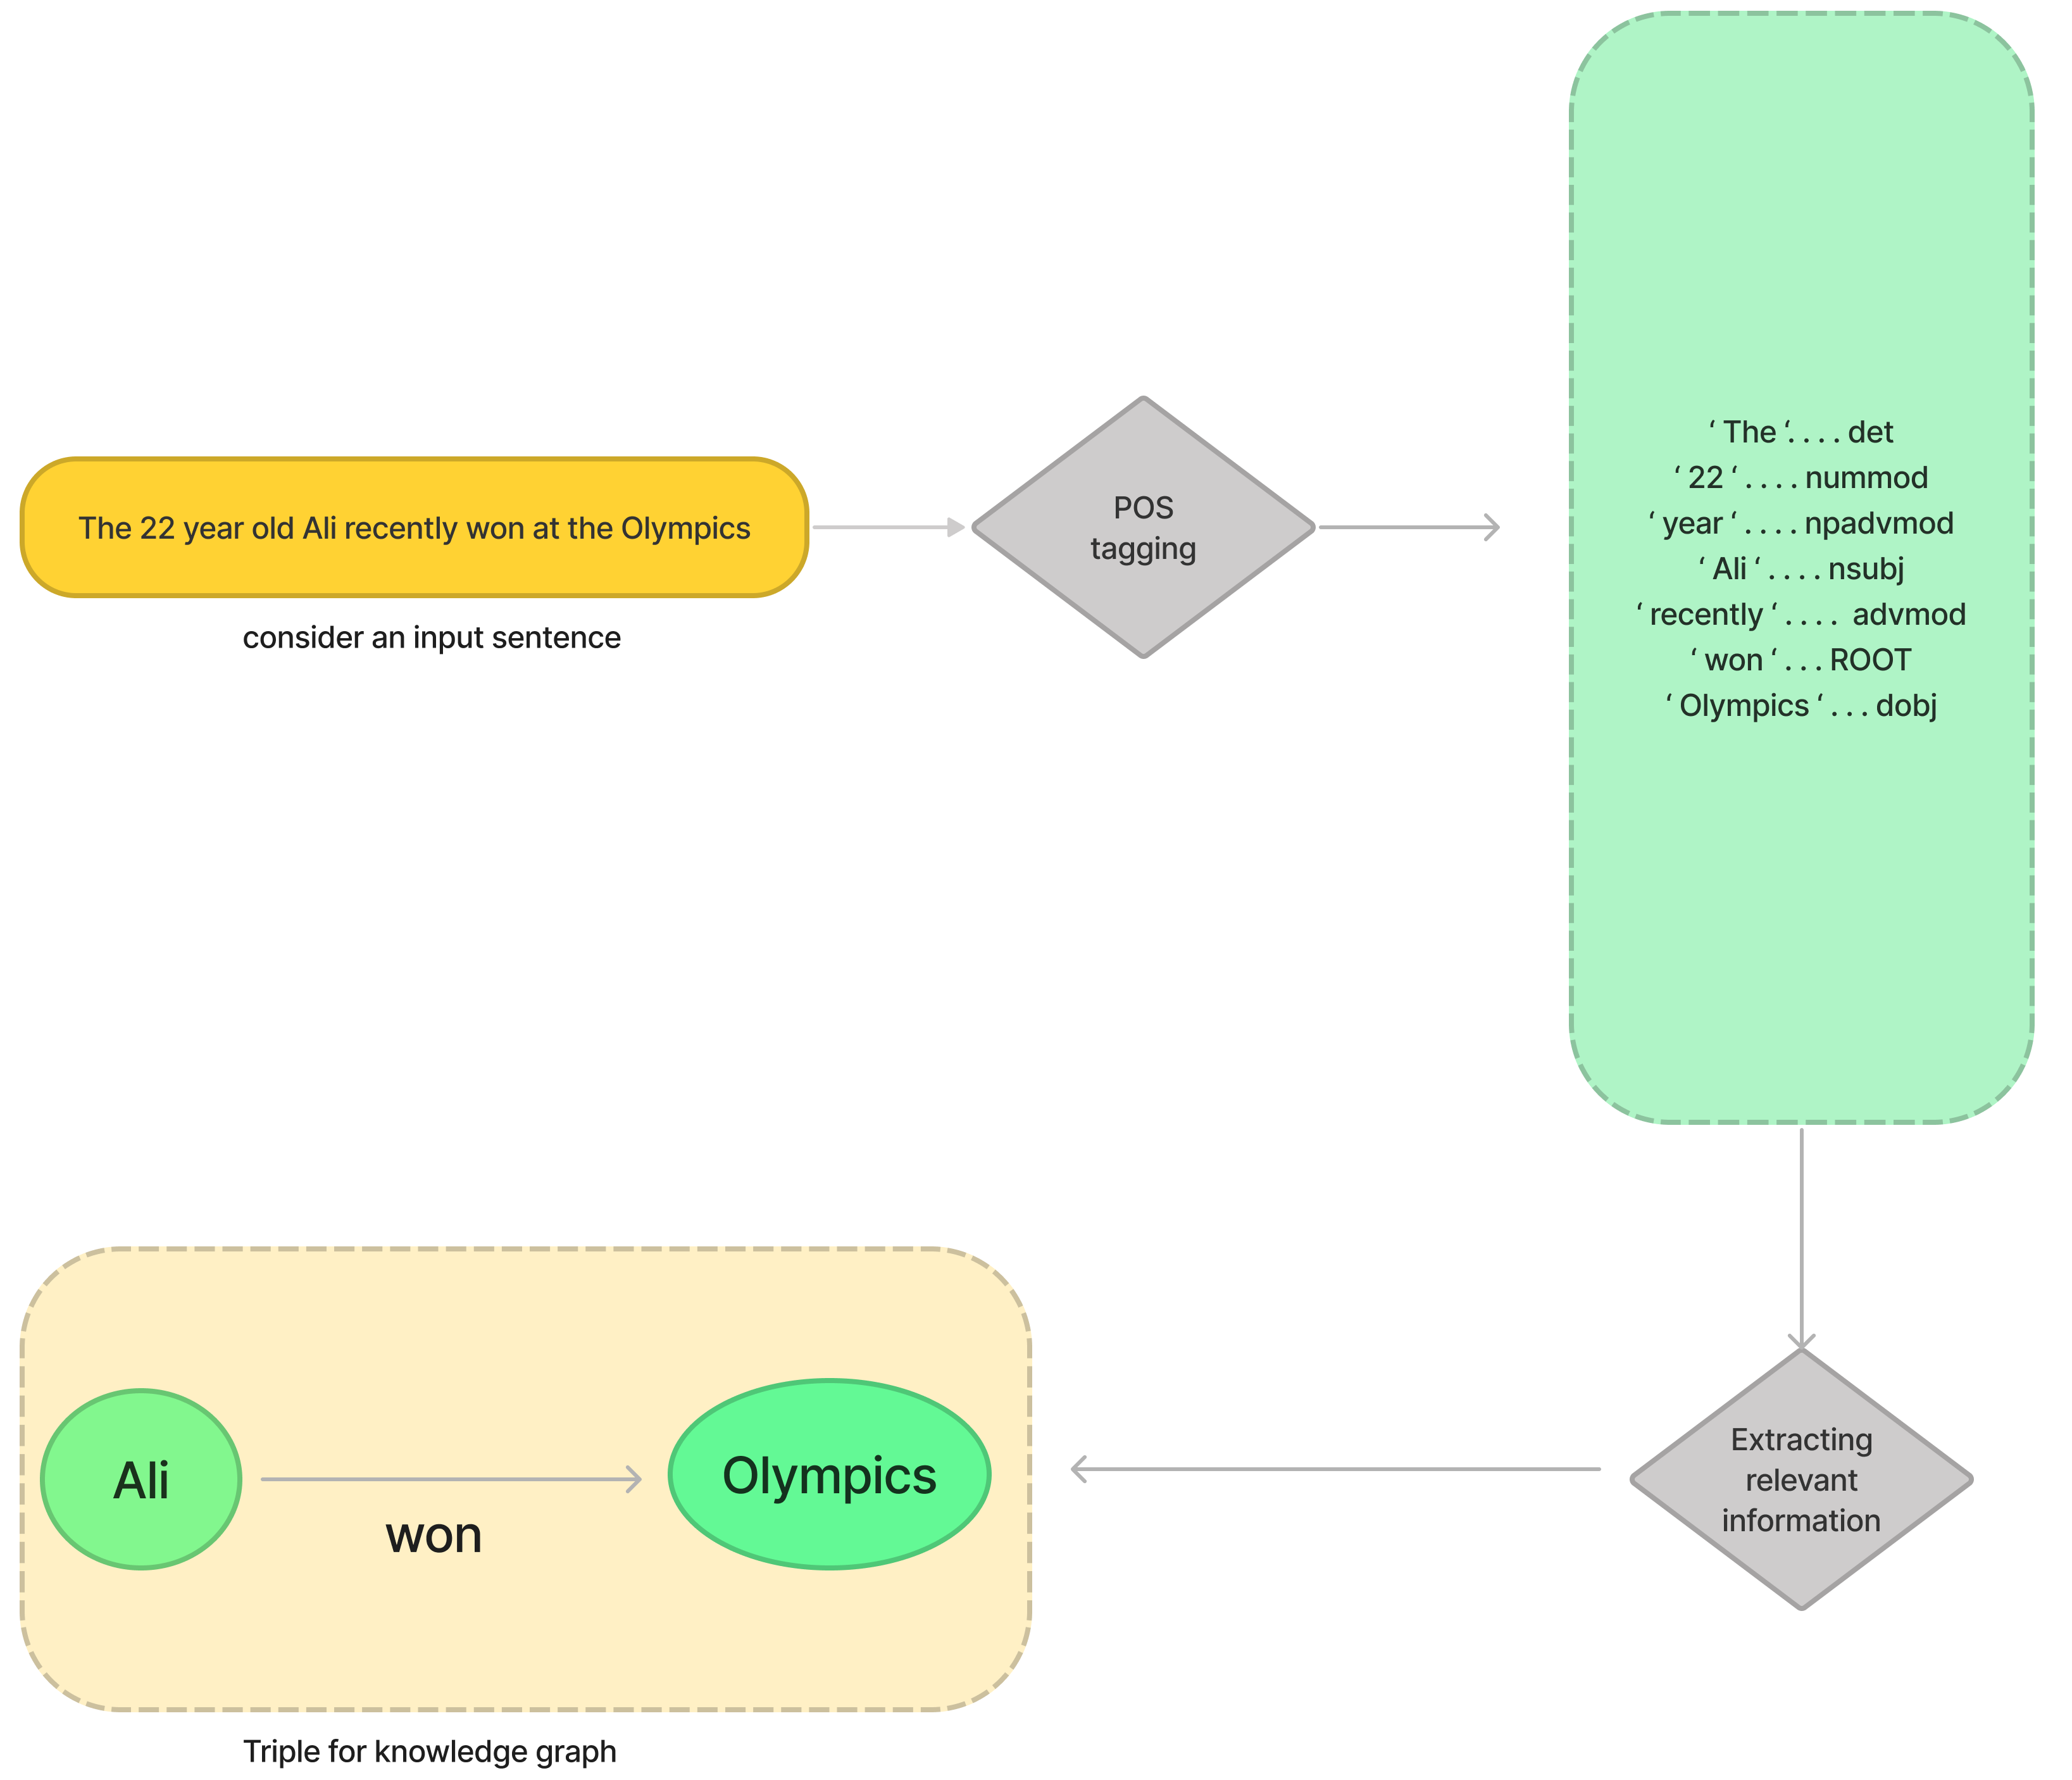 The 22 year old Ali recently won at the Olympics
consider an input sentence
POS
tagging
‘ The ‘. . . . det
‘ 22 ‘ . . . . nummod
‘ year ‘ . . . . npadvmod
‘ Ali ‘ . . . . nsubj
‘ recently ‘ . . . .  advmod
‘ won ‘ . . . ROOT
‘ Olympics ‘ . . . dobj
Extracting
relevant
information
Ali
won
Olympics
Triple for knowledge graph